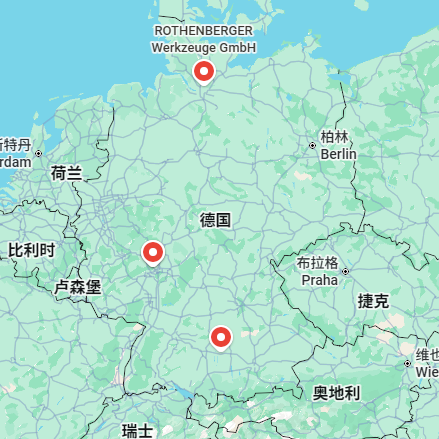 ROTHENBERGER
Werkzeuge GmbH
斯特丹
rdam
荷兰
柏林
Berlin
德国
比利时
卢森堡
布拉格
Praha
捷克
维也
Wie
奥地利
瑞士